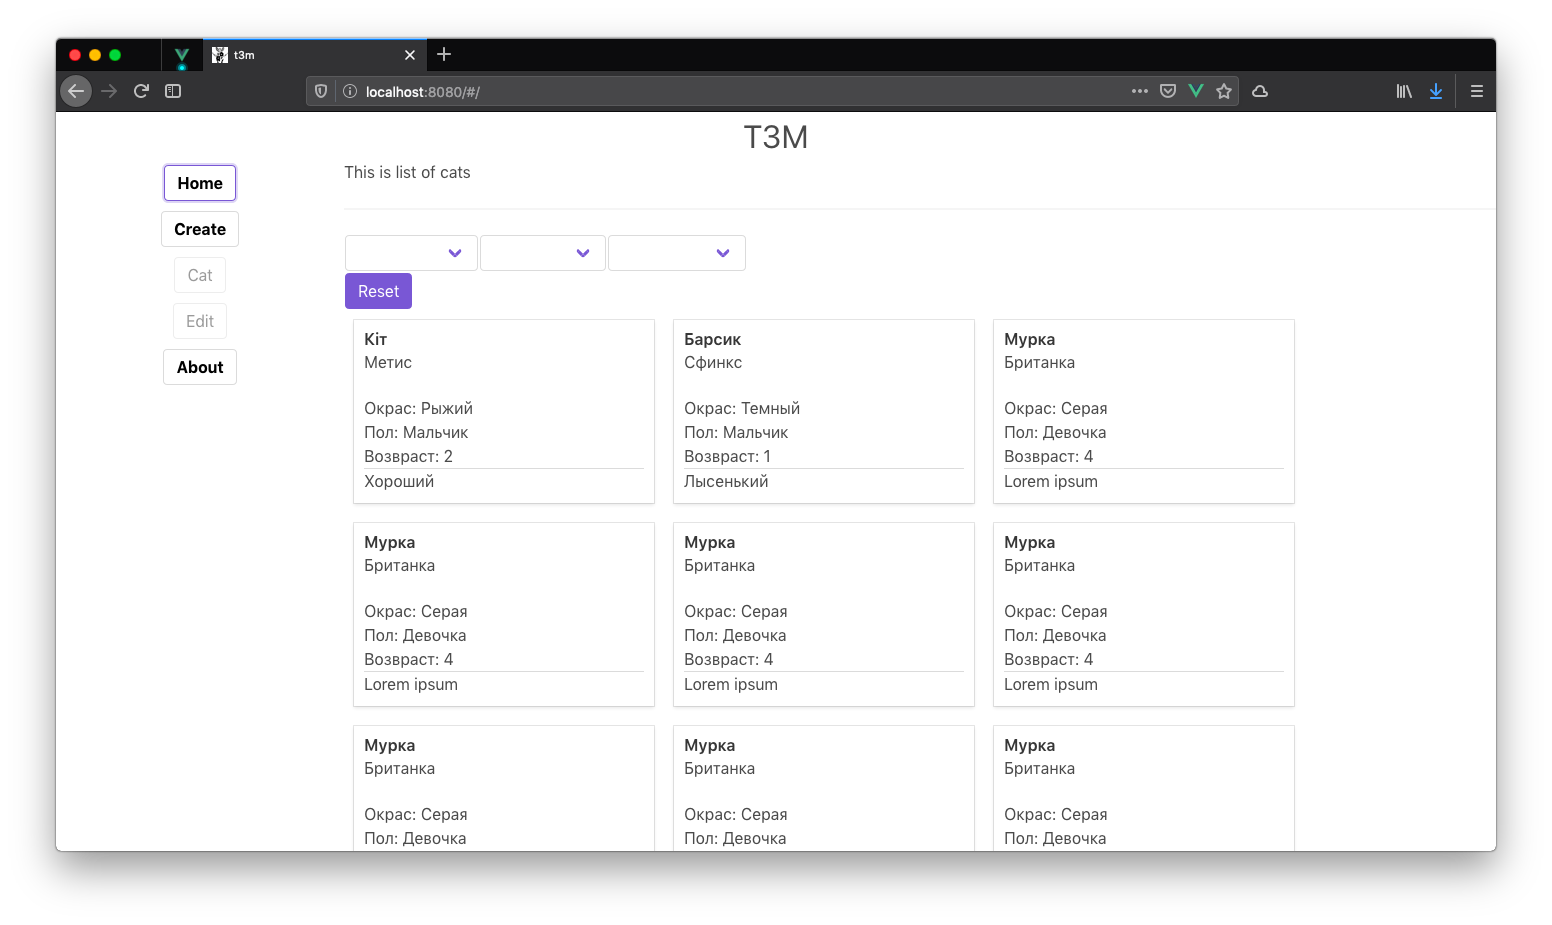 t3m
localhost:8080/#/
T3M
Home
Create
Cat
Edit
About
This is list of cats
Reset
Кіт
Метис
Окрас: Рыжий
Пол: Мальчик
Возвраст: 2
Хороший
Барсик
Сфинкс
Окрас: Темный
Пол: Мальчик
Возвраст: 1
Лысенький
Мурка
Британка
Окрас: Серая
Пол: Девочка
Возвраст: 4
Lorem ipsum
Мурка
Британка
Окрас: Серая
Пол: Девочка
Возвраст: 4
Lorem ipsum
Мурка
Британка
Окрас: Серая
Пол: Девочка
Возвраст: 4
Lorem ipsum
Мурка
Британка
Окрас: Серая
Пол: Девочка
Возвраст: 4
Lorem ipsum
Мурка
Британка
Окрас: Серая
Пол: Девочка
Мурка
Британка
Окрас: Серая
Пол: Девочка
Мурка
Британка
Окрас: Серая
Пол: Девочка